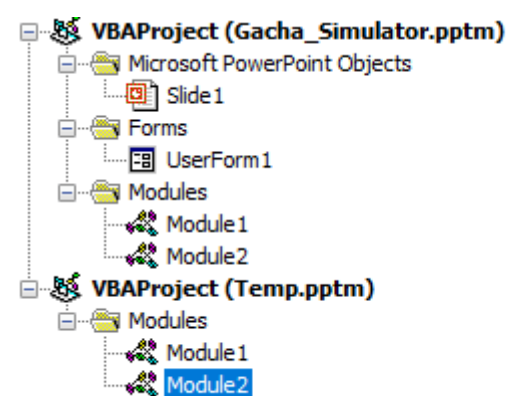 VBAProject (Gacha_Simulator.pptm)
Microsoft PowerPoint Objects
Slide1
Forms
UserForm1
Modules
Module1
Module2
VBAProject (Temp.pptm)
Modules
Module1
Module2